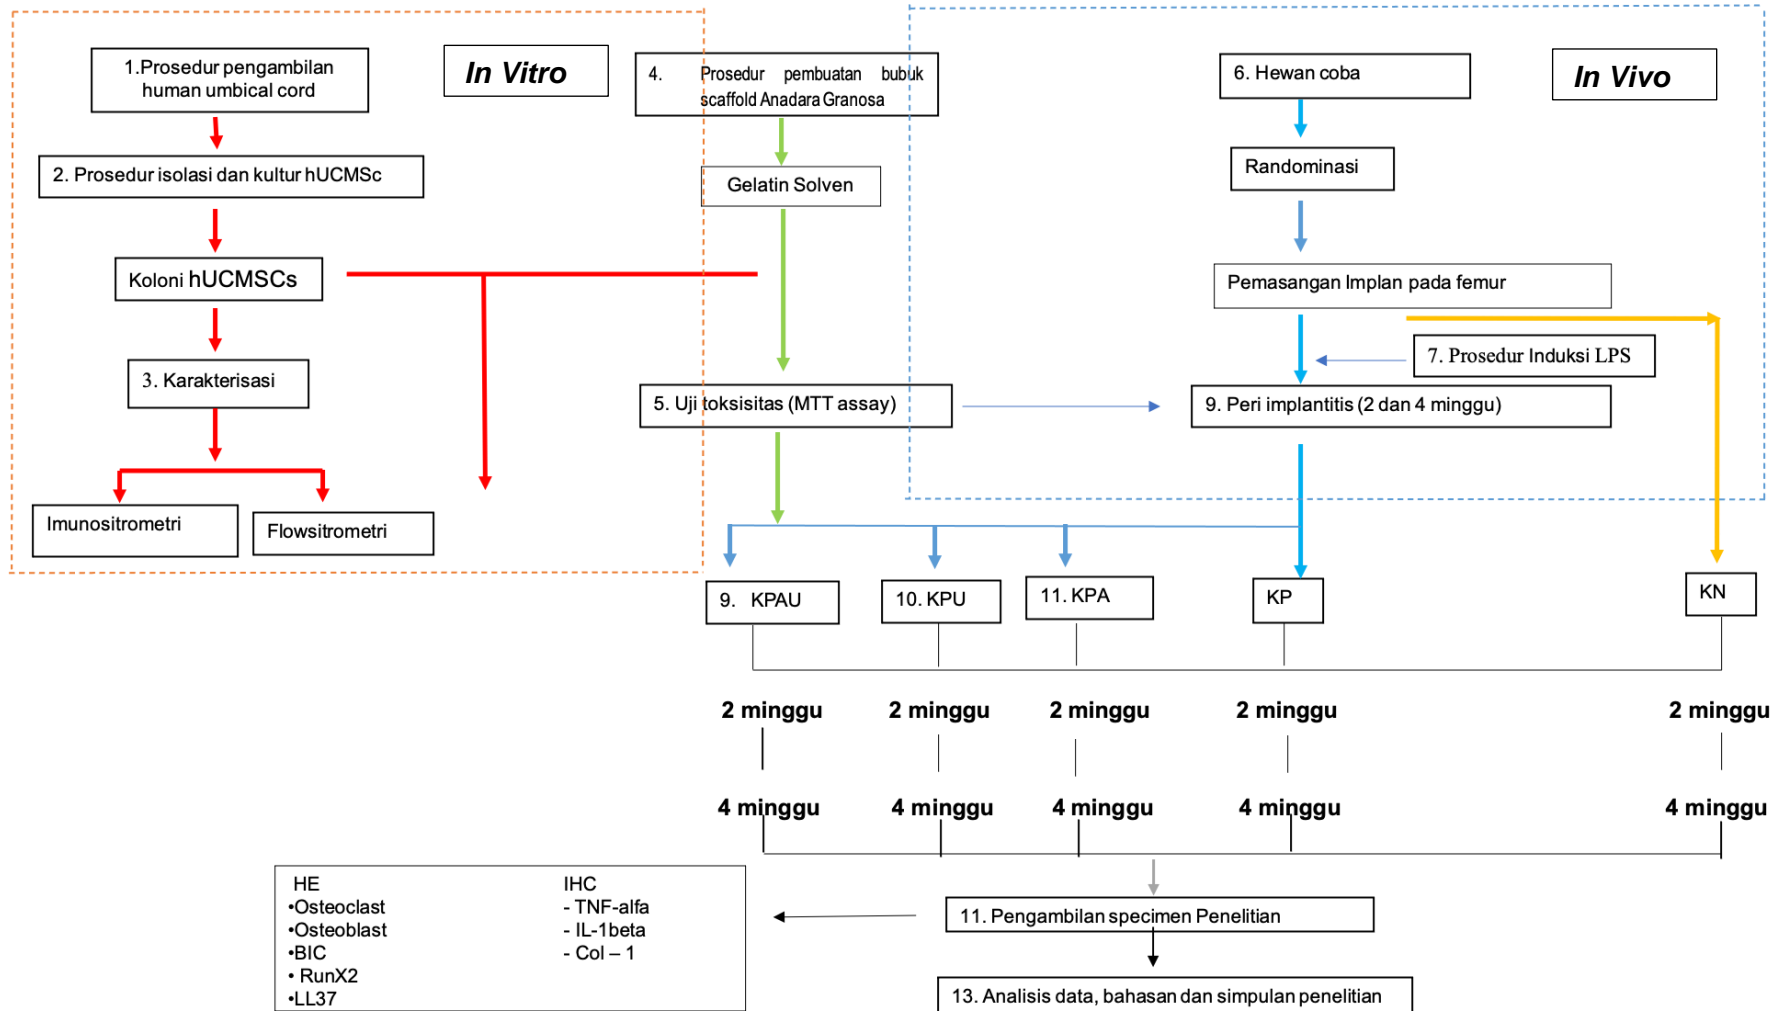 1.Prosedur pengambilan
human umbical cord
In Vitro
2. Prosedur isolasi dan kultur hUCMSc
Koloni hUCMSCs
3. Karakterisasi
Imunositrometri
Flowsitrometri
4. Prosedur pembuatan bubuk
scaffold Anadara Granosa
Gelatin Solven
5. Uji toksisitas (MTT assay)
6. Hewan coba
In Vivo
Randominasi
Pemasangan Implan pada femur
7. Prosedur Induksi LPS
9. Peri implantitis (2 dan 4 minggu)
9. KPAU
10. KPU
11. KPA
KP
KN
2 minggu
2 minggu
2 minggu
2 minggu
2 minggu
4 minggu
4 minggu
4 minggu
4 minggu
4 minggu
HE
•Osteoclast
•Osteoblast
•BIC
• RunX2
•LL37
IHC
- TNF-alfa
- IL-1beta
- Col – 1
11. Pengambilan specimen Penelitian
13. Analisis data, bahasan dan simpulan penelitian